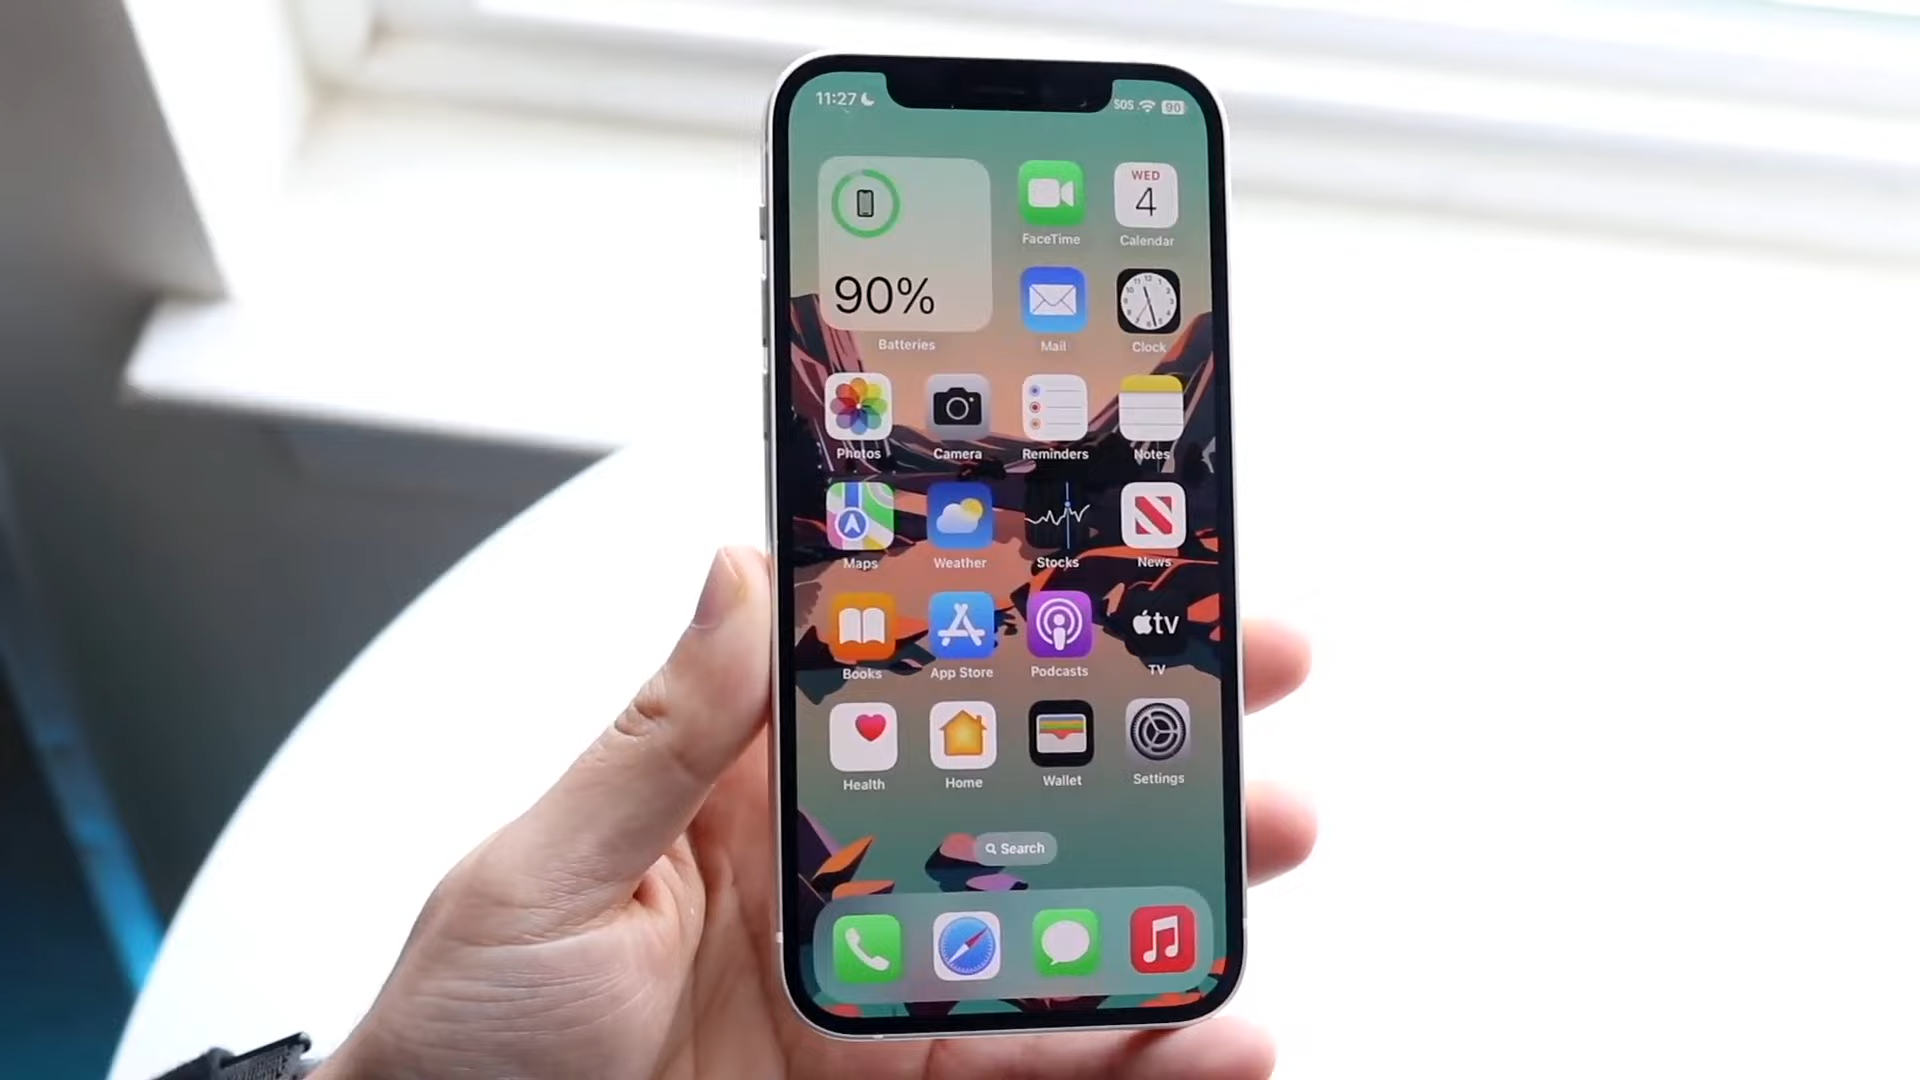 11:27 SOS 90
WED
4
FaceTime Calendar
90%
Batteries Mail Clock
Photos Camera Reminders Notes
Maps Weather Stocks News
tv
Books App Store Podcasts TV
Health Home Wallet Settings
Search